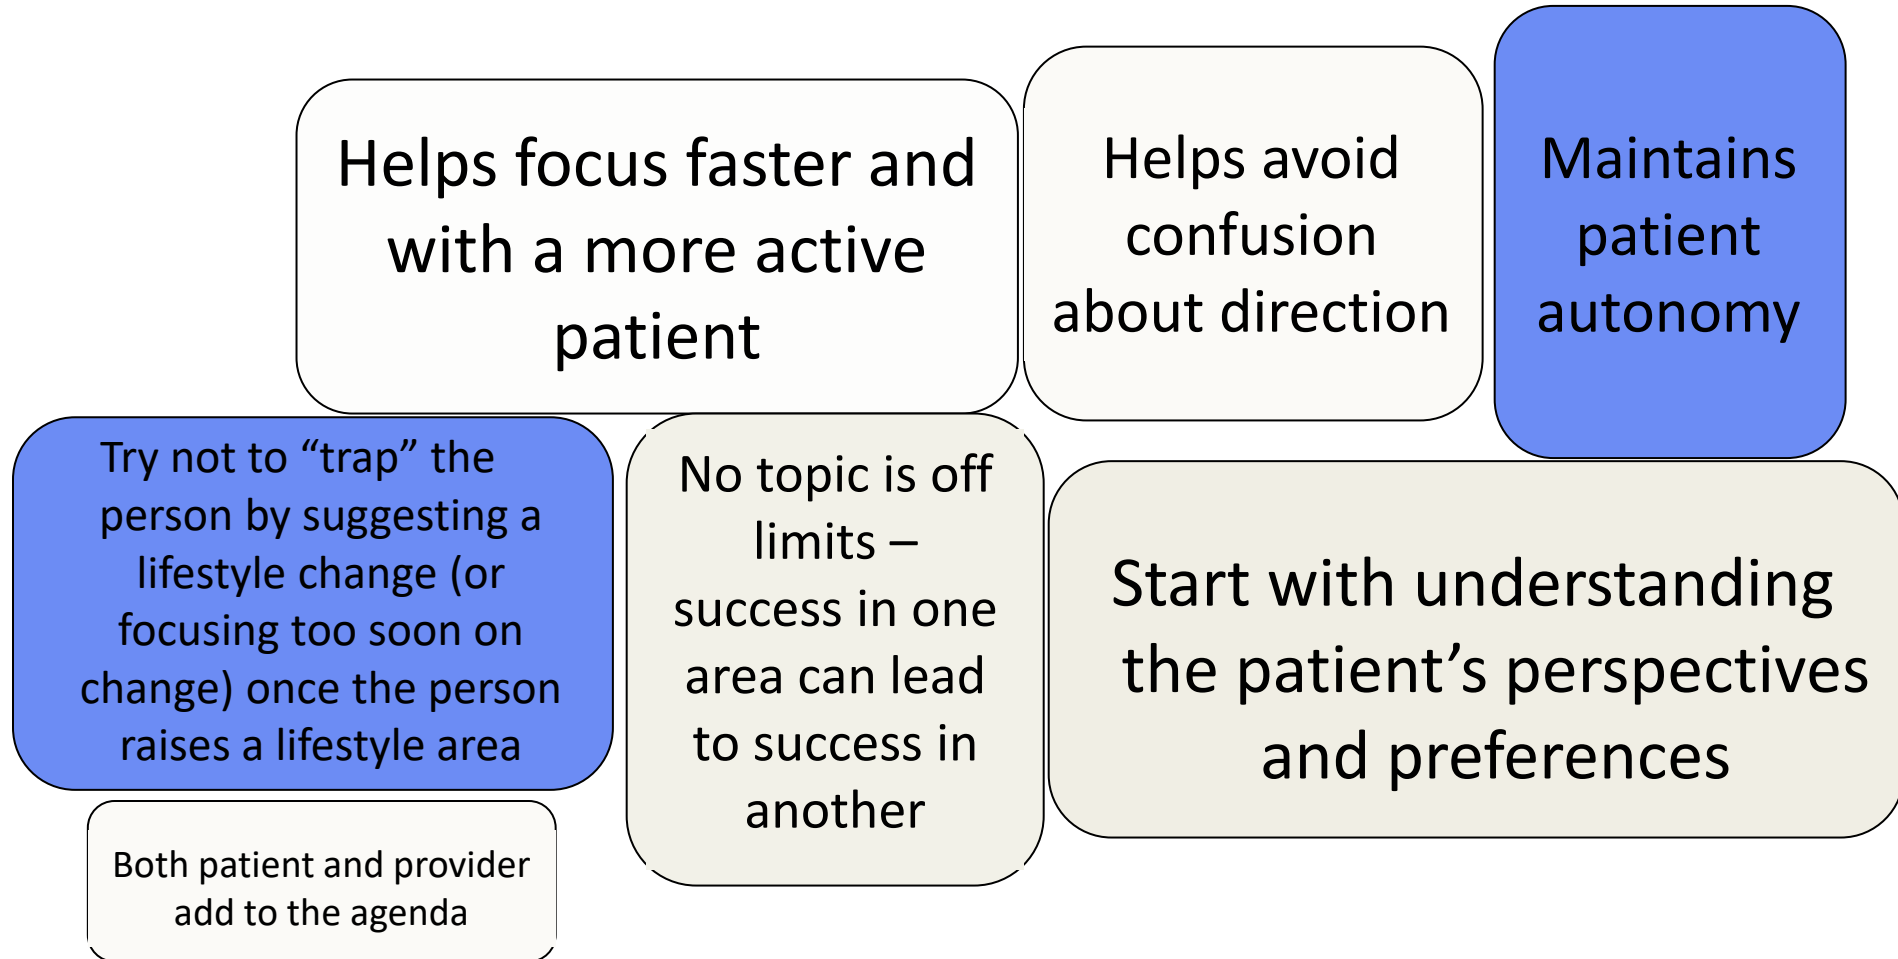 Helps focus faster and
with a more active
patient
Helps avoid
confusion
about direction
Maintains
patient
autonomy
Try not to “trap” the
person by suggesting a
lifestyle change (or
focusing too soon on
change) once the person
raises a lifestyle area
No topic is off
limits –
success in one
area can lead
to success in
another
Start with understanding
the patient’s perspectives
and preferences
Both patient and provider
add to the agenda